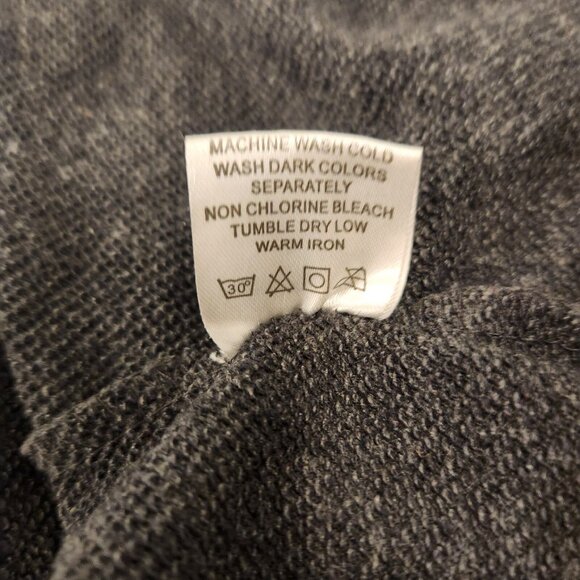 MACHINE WASH COLD
WASH DARK COLORS
SEPARATELY
NON CHLORINE BLEACH
TUMBLE DRY LOW
WARM IRON
30°